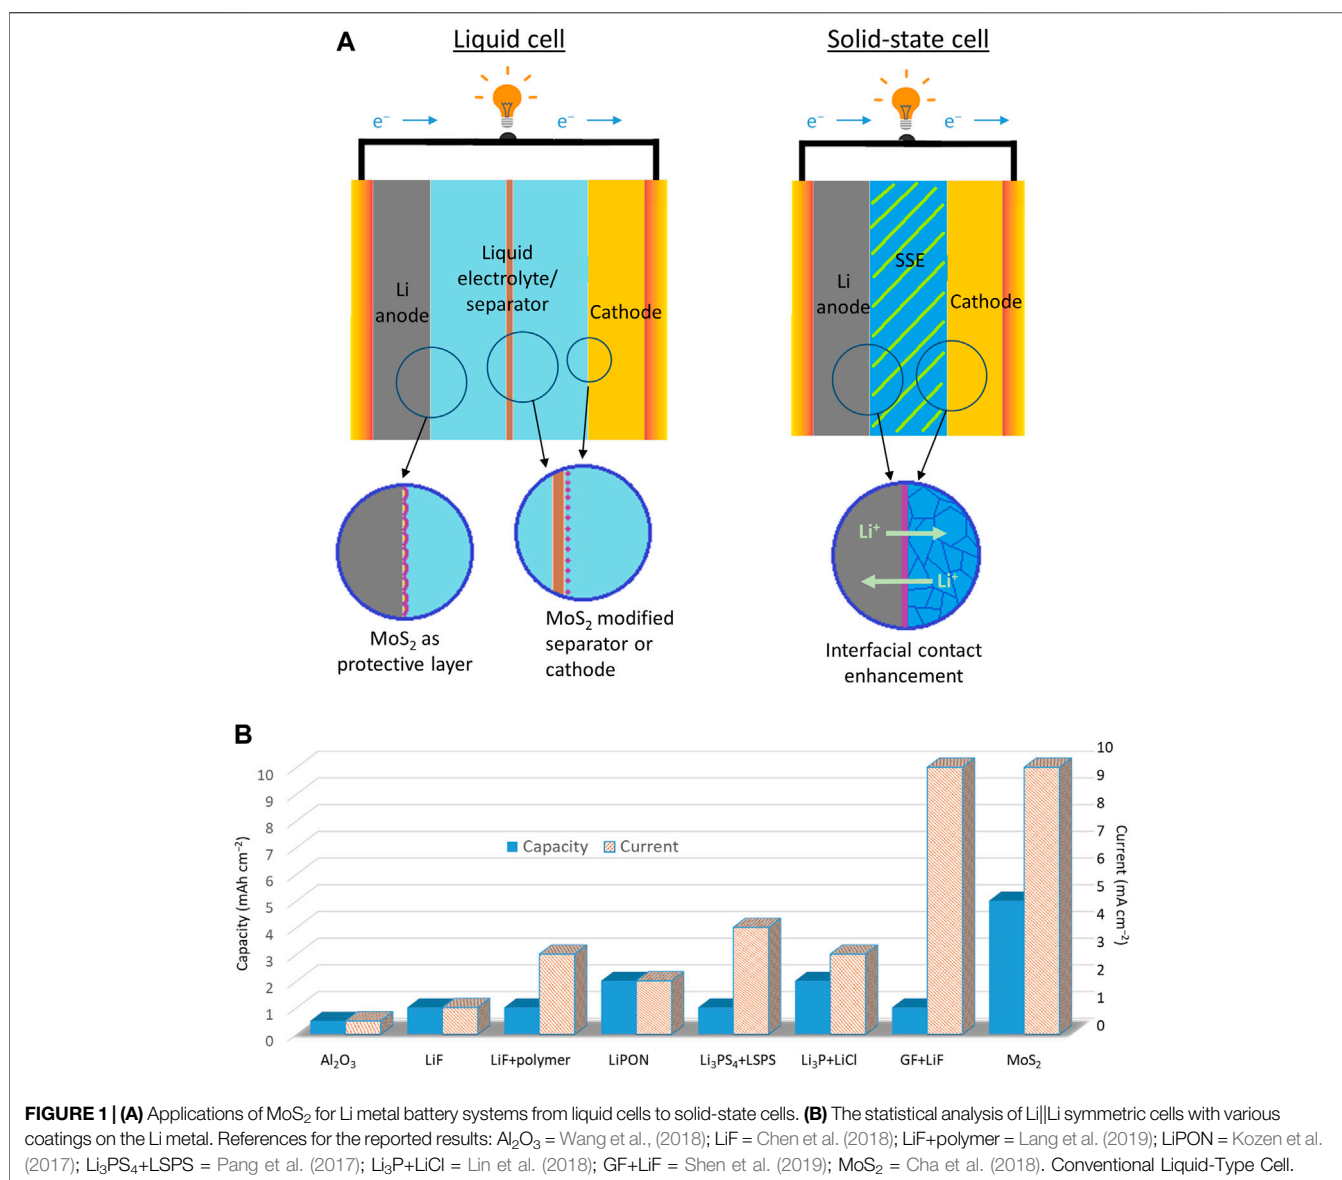 A
Liquid cell
Solid-state cell
e⁻
e⁻
e⁻
e⁻
Liquid
electrolyte/
separator
Li
anode
Cathode
SSE
Li
anode
Cathode
Li⁺
Li⁺
MoS₂ as
protective layer
MoS₂ modified
separator or
cathode
Interfacial contact
enhancement
B
Capacity (mAh cm⁻²)
10
9
8
7
6
5
4
3
2
1
0
Capacity
Current
10
9
8
7
6
5
4
3
2
1
0
Current (mA cm⁻²)
Al₂O₃
LiF
LiF+polymer
LiPON
Li₃PS₄+LSPS
Li₃P+LiCl
GF+LiF
MoS₂
FIGURE 1 | (A) Applications of MoS₂ for Li metal battery systems from liquid cells to solid-state cells. (B) The statistical analysis of Li||Li symmetric cells with various
coatings on the Li metal. References for the reported results: Al₂O₃ = Wang et al., (2018); LiF = Chen et al. (2018); LiF+polymer = Lang et al. (2019); LiPON = Kozen et al.
(2017); Li₃PS₄+LSPS = Pang et al. (2017); Li₃P+LiCl = Lin et al. (2018); GF+LiF = Shen et al. (2019); MoS₂ = Cha et al. (2018). Conventional Liquid-Type Cell.